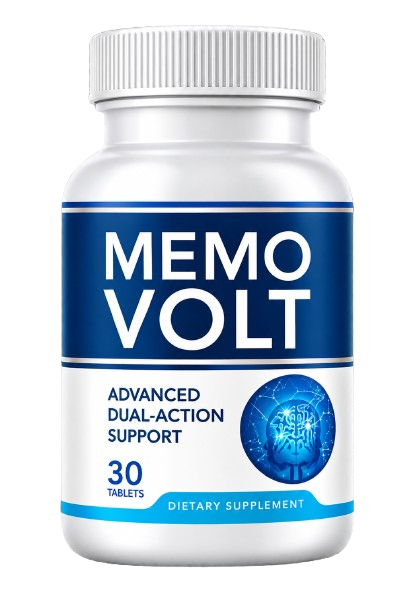 MEMO
VOLT
ADVANCED
DUAL-ACTION
SUPPORT
30
TABLETS
DIETARY SUPPLEMENT